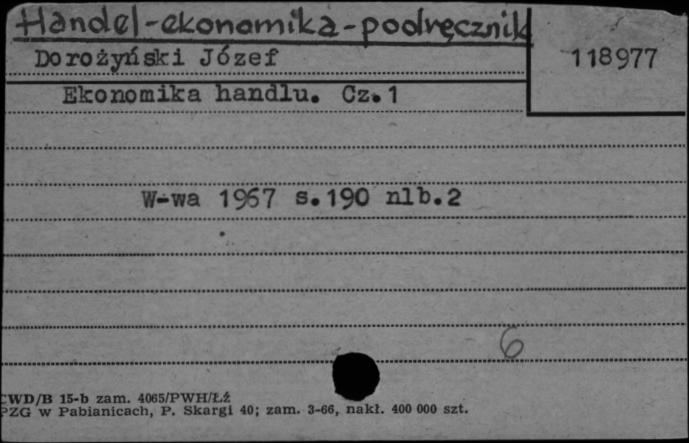 Handel-ekonomika-podręcznik
Dorożyński Józef
118977
Ekonomika handlu. Cz.1
W-wa 1967 s.190 nlb.2
6
CWD/B 15-b zam. 4065/PWH/Łź
PZG w Pabianicach, P. Skargi 40; zam. 3-66, nakł. 400 000 szt.